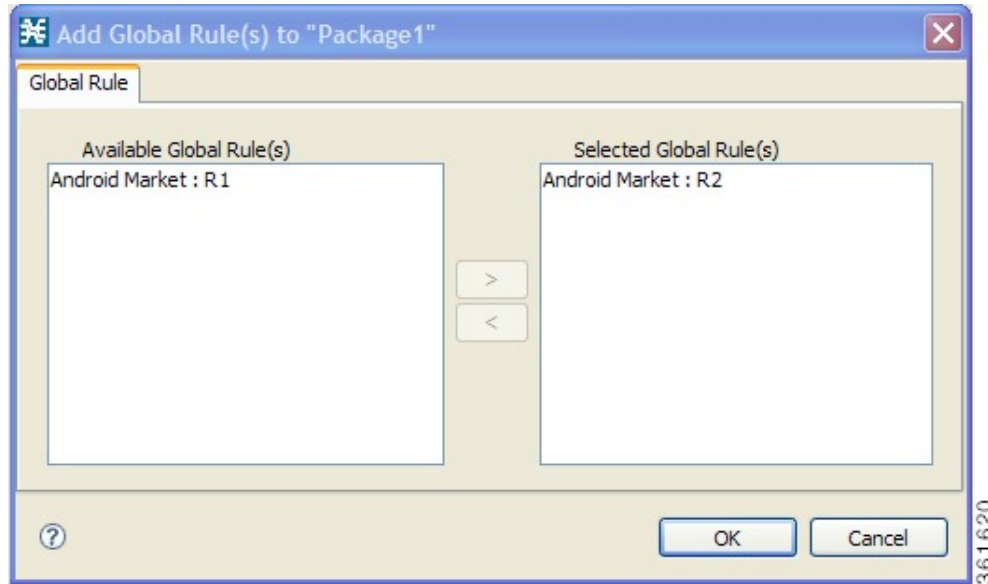 Add Global Rule(s) to "Package1"
Global Rule
Available Global Rule(s)
Selected Global Rule(s)
Android Market : R1
Android Market : R2
>
<
?
OK
Cancel
361620